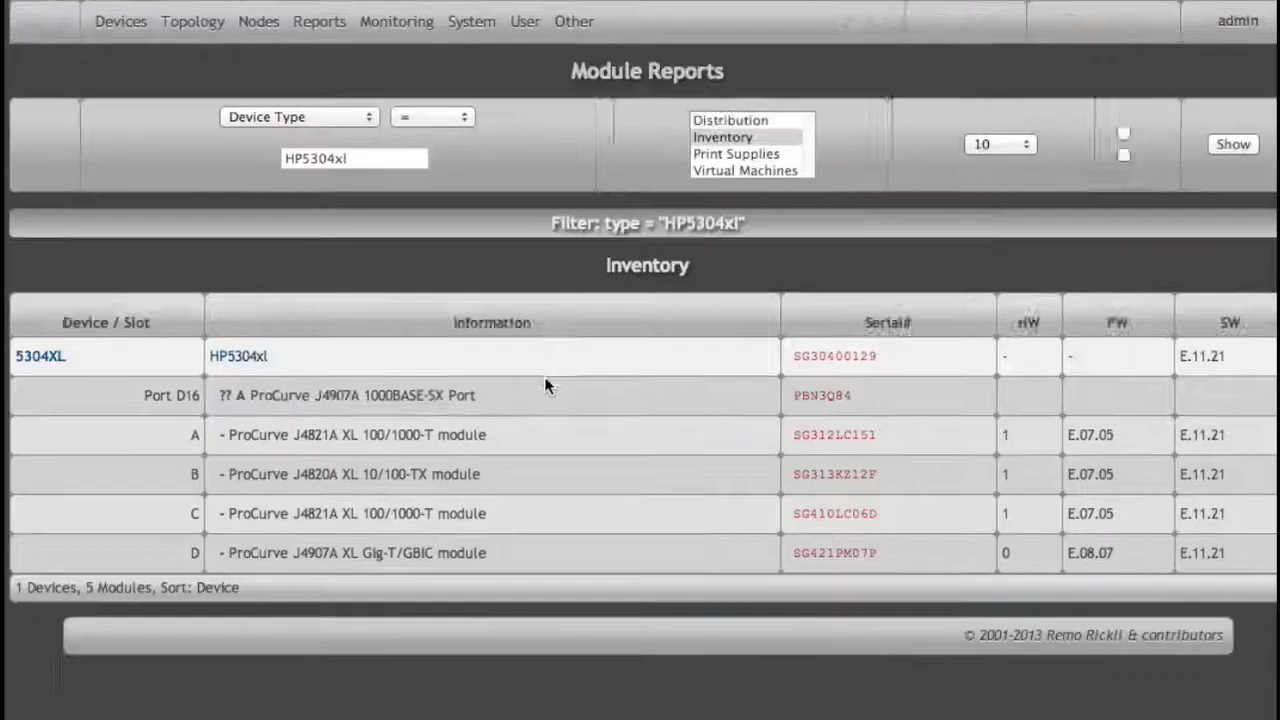 Devices Topology Nodes Reports Monitoring System User Other admin
Module Reports
Device Type =
HP5304xl
Distribution
Inventory
Print Supplies
Virtual Machines
10
Show
Filter: type = "HP5304xl"
Inventory
Device / Slot Information Serial# HW FW SW
5304XL HP5304xl SG30400129 - - E.11.21
Port D16 ?? A ProCurve J4907A 1000BASE-SX Port PBN3Q84
A - ProCurve J4821A XL 100/1000-T module SG312LC151 1 E.07.05 E.11.21
B - ProCurve J4820A XL 10/100-TX module SG313KZ12F 1 E.07.05 E.11.21
C - ProCurve J4821A XL 100/1000-T module SG410LC06D 1 E.07.05 E.11.21
D - ProCurve J4907A XL Gig-T/GBIC module SG421PM07P 0 E.08.07 E.11.21
1 Devices, 5 Modules, Sort: Device
© 2001-2013 Remo Rickli & contributors